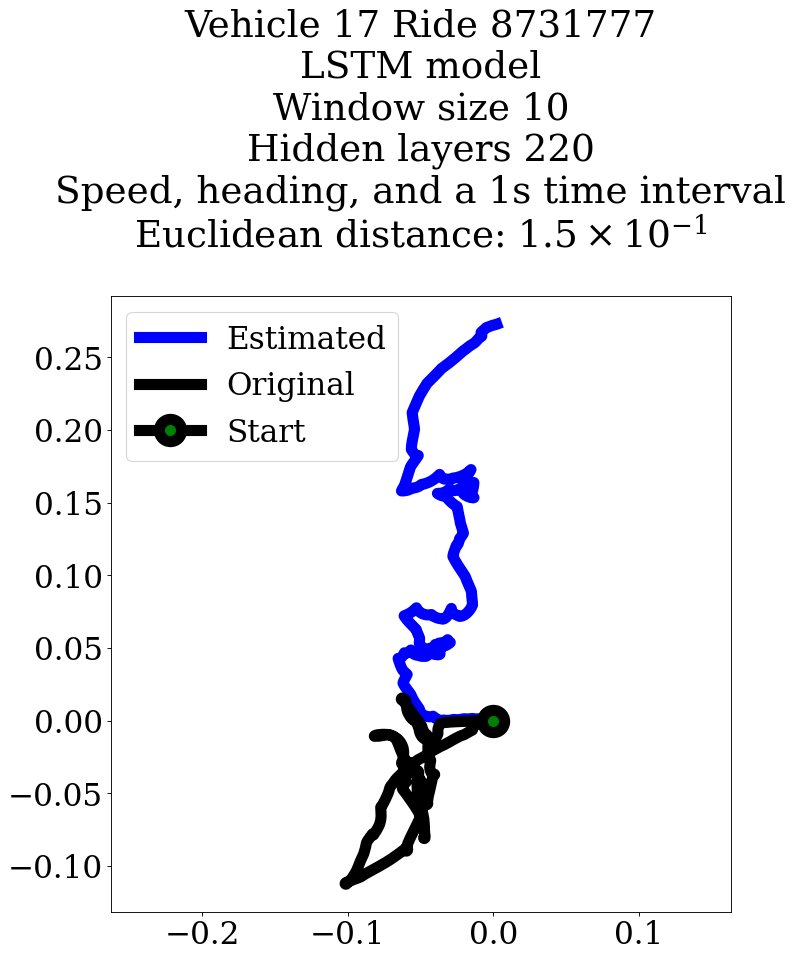 Vehicle 17 Ride 8731777
LSTM model
Window size 10
Hidden layers 220
Speed, heading, and a 1s time interval
Euclidean distance: 1.5 × 10⁻¹
Estimated
Original
Start
0.25
0.20
0.15
0.10
0.05
0.00
−0.05
−0.10
−0.2
−0.1
0.0
0.1